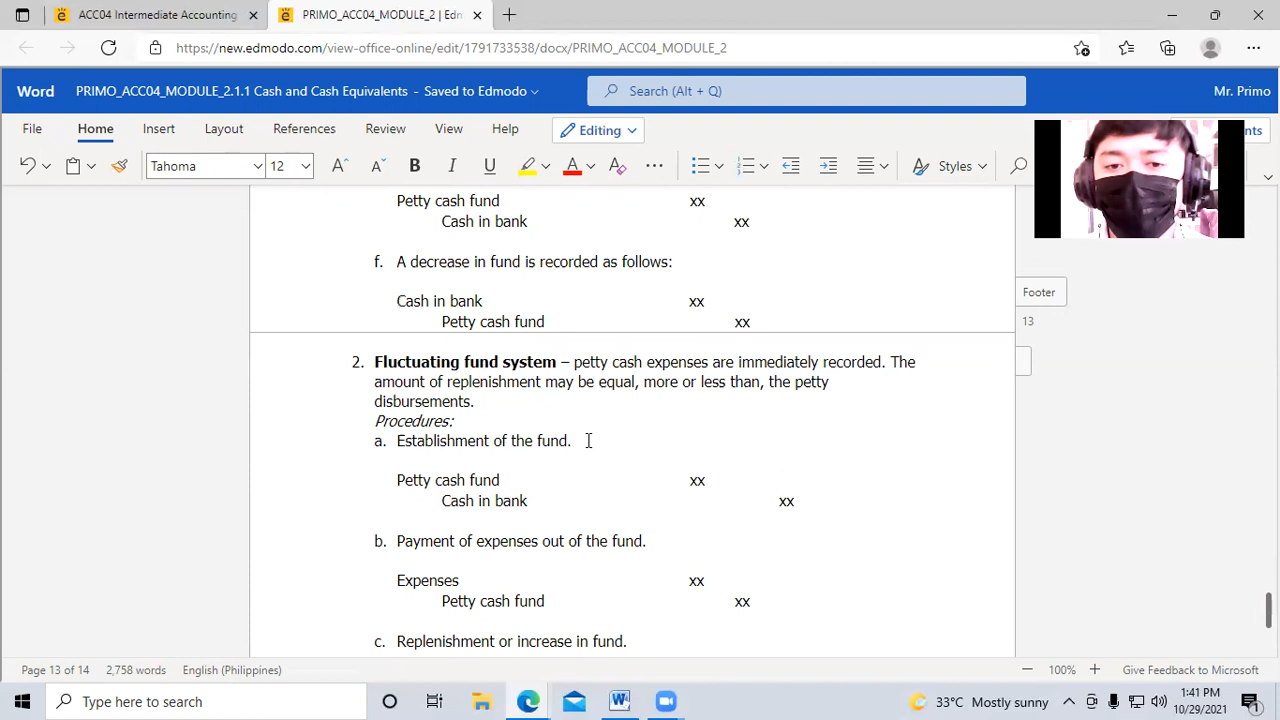 ACC04 Intermediate Accounting
PRIMO_ACC04_MODULE_2 | Edm
https://new.edmodo.com/view-office-online/edit/1791733538/docx/PRIMO_ACC04_MODULE_2
Word PRIMO_ACC04_MODULE_2.1.1 Cash and Cash Equivalents - Saved to Edmodo Search (Alt + Q) Mr. Primo
File Home Insert Layout References Review View Help Editing nts
Tahoma 12 A A B I U A A ... Styles
Petty cash fund xx
Cash in bank xx
f. A decrease in fund is recorded as follows:
Cash in bank xx
Petty cash fund xx
Footer
13
2. Fluctuating fund system – petty cash expenses are immediately recorded. The
amount of replenishment may be equal, more or less than, the petty
disbursements.
Procedures:
a. Establishment of the fund.
Petty cash fund xx
Cash in bank xx
b. Payment of expenses out of the fund.
Expenses xx
Petty cash fund xx
c. Replenishment or increase in fund.
Page 13 of 14 2,758 words English (Philippines) 100% Give Feedback to Microsoft
Type here to search 33°C Mostly sunny 1:41 PM
10/29/2021